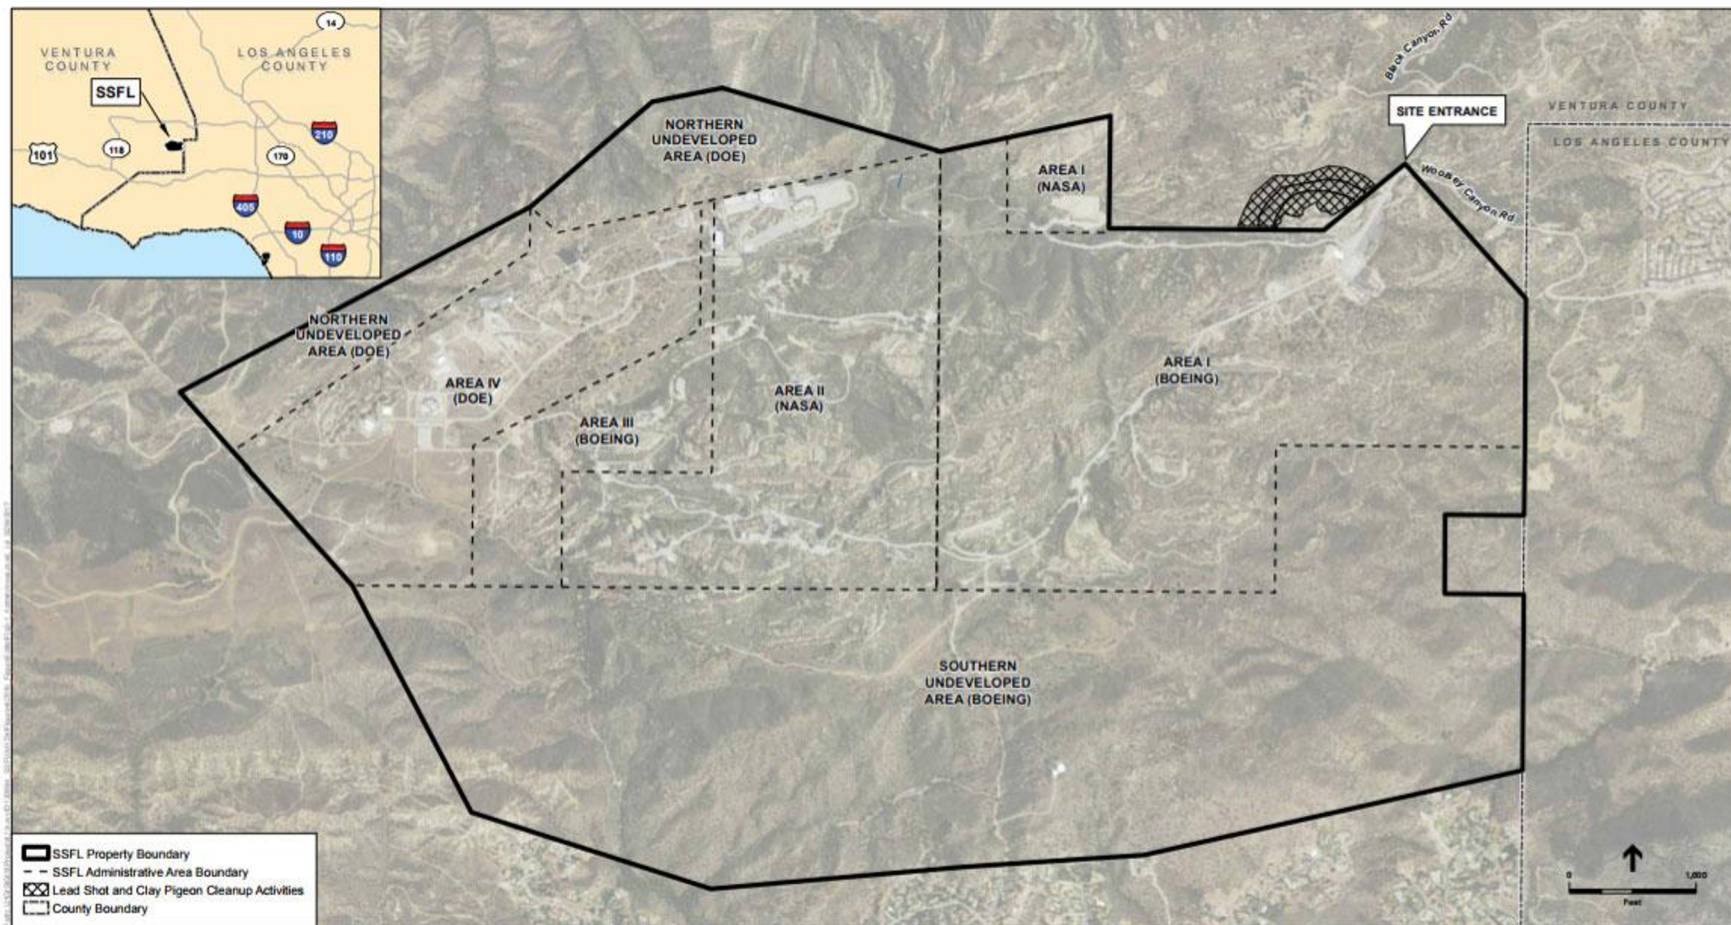 VENTURA
COUNTY
LOS ANGELES
COUNTY
SSFL
14
101
118
170
210
405
10
110
NORTHERN
UNDEVELOPED
AREA (DOE)
AREA I
(NASA)
Black Canyon Rd
SITE ENTRANCE
VENTURA COUNTY
LOS ANGELES COUNTY
Woolsey Canyon Rd
NORTHERN
UNDEVELOPED
AREA (DOE)
AREA IV
(DOE)
AREA III
(BOEING)
AREA II
(NASA)
AREA I
(BOEING)
SOUTHERN
UNDEVELOPED
AREA (BOEING)
SSFL Property Boundary
SSFL Administrative Area Boundary
Lead Shot and Clay Pigeon Cleanup Activities
County Boundary
0 1,000
Feet